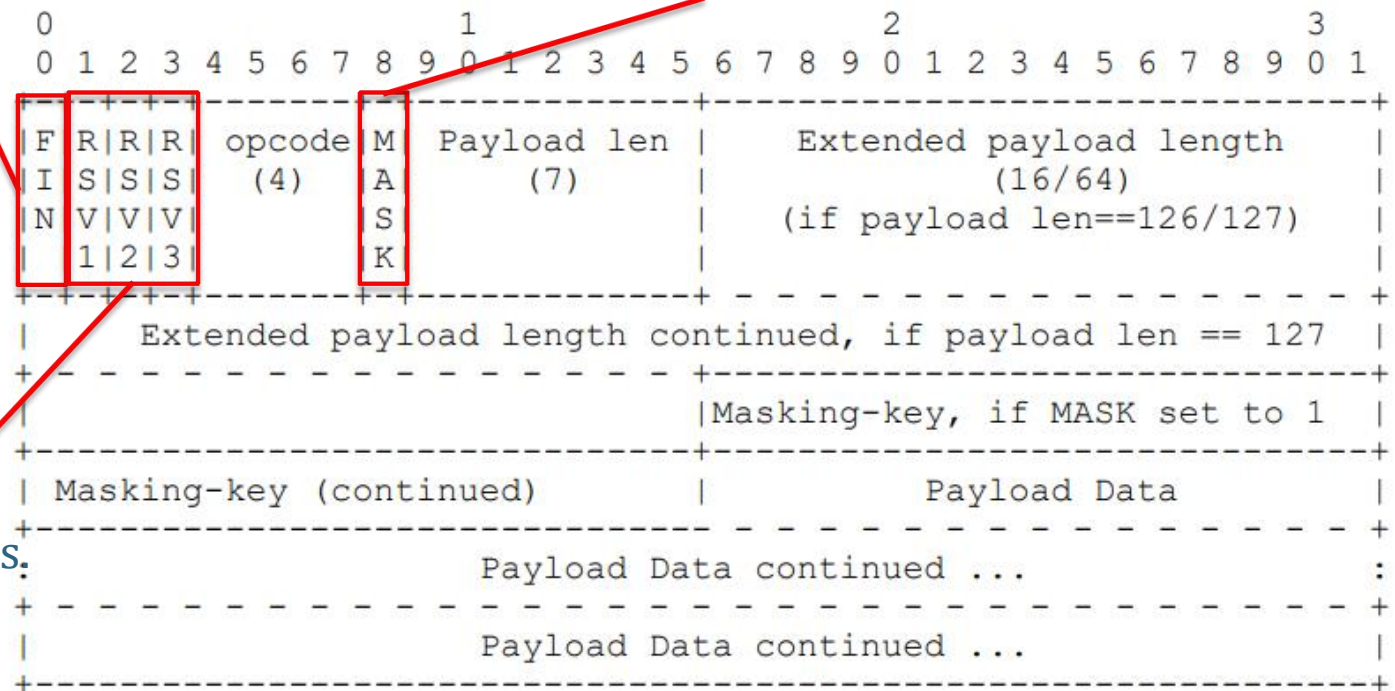 0                   1                   2                   3
 0 1 2 3 4 5 6 7 8 9 0 1 2 3 4 5 6 7 8 9 0 1 2 3 4 5 6 7 8 9 0 1
+-+-+-+-+-------+-+-------------+-------------------------------+
|F|R|R|R| opcode|M| Payload len |    Extended payload length    |
|I|S|S|S|  (4)  |A|     (7)     |             (16/64)           |
|N|V|V|V|       |S|             |   (if payload len==126/127)   |
| |1|2|3|       |K|             |                               |
+-+-+-+-+-------+-+-------------+ - - - - - - - - - - - - - - - +
|     Extended payload length continued, if payload len == 127  |
+ - - - - - - - - - - - - - - - +-------------------------------+
|                               |Masking-key, if MASK set to 1  |
+-------------------------------+-------------------------------+
| Masking-key (continued)       |          Payload Data         |
+-------------------------------- - - - - - - - - - - - - - - - +
s.
:                     Payload Data continued ...                :
+ - - - - - - - - - - - - - - - - - - - - - - - - - - - - - - - +
|                     Payload Data continued ...                |
+---------------------------------------------------------------+